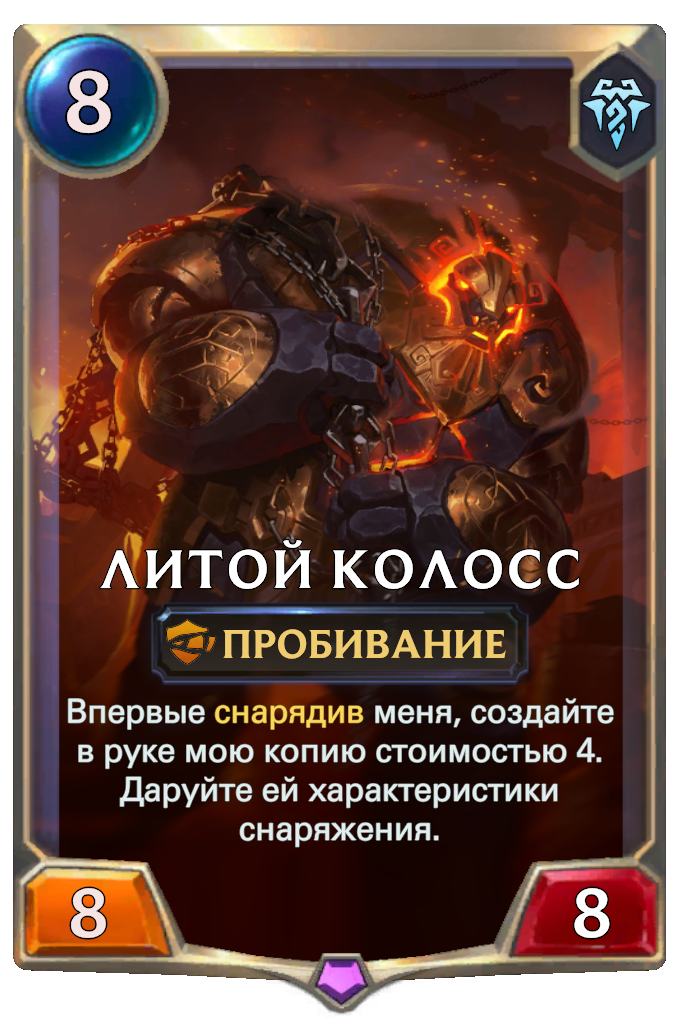 8
ЛИТОЙ КОЛОСС
ПРОБИВАНИЕ
Впервые снарядив меня, создайте
в руке мою копию стоимостью 4.
Даруйте ей характеристики
снаряжения.
8
8